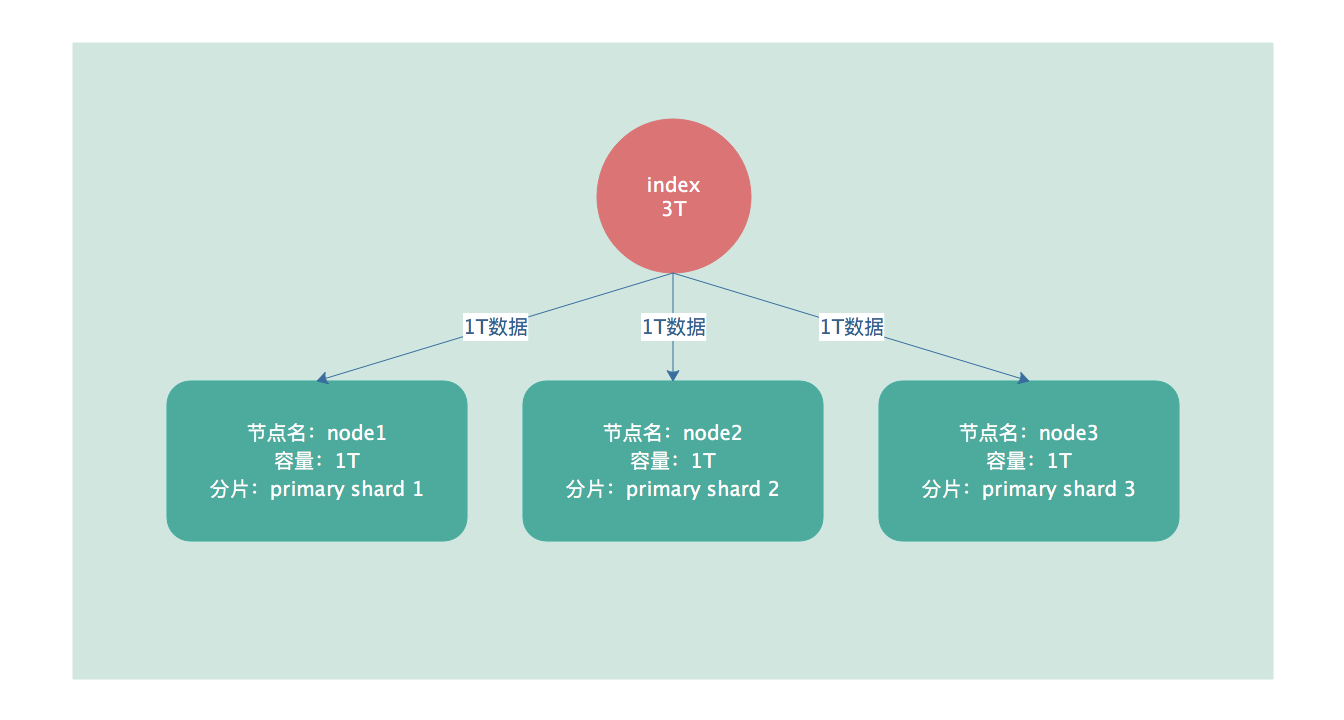 index
3T
1T数据
1T数据
1T数据
节点名：node1
容量：1T
分片：primary shard 1
节点名：node2
容量：1T
分片：primary shard 2
节点名：node3
容量：1T
分片：primary shard 3